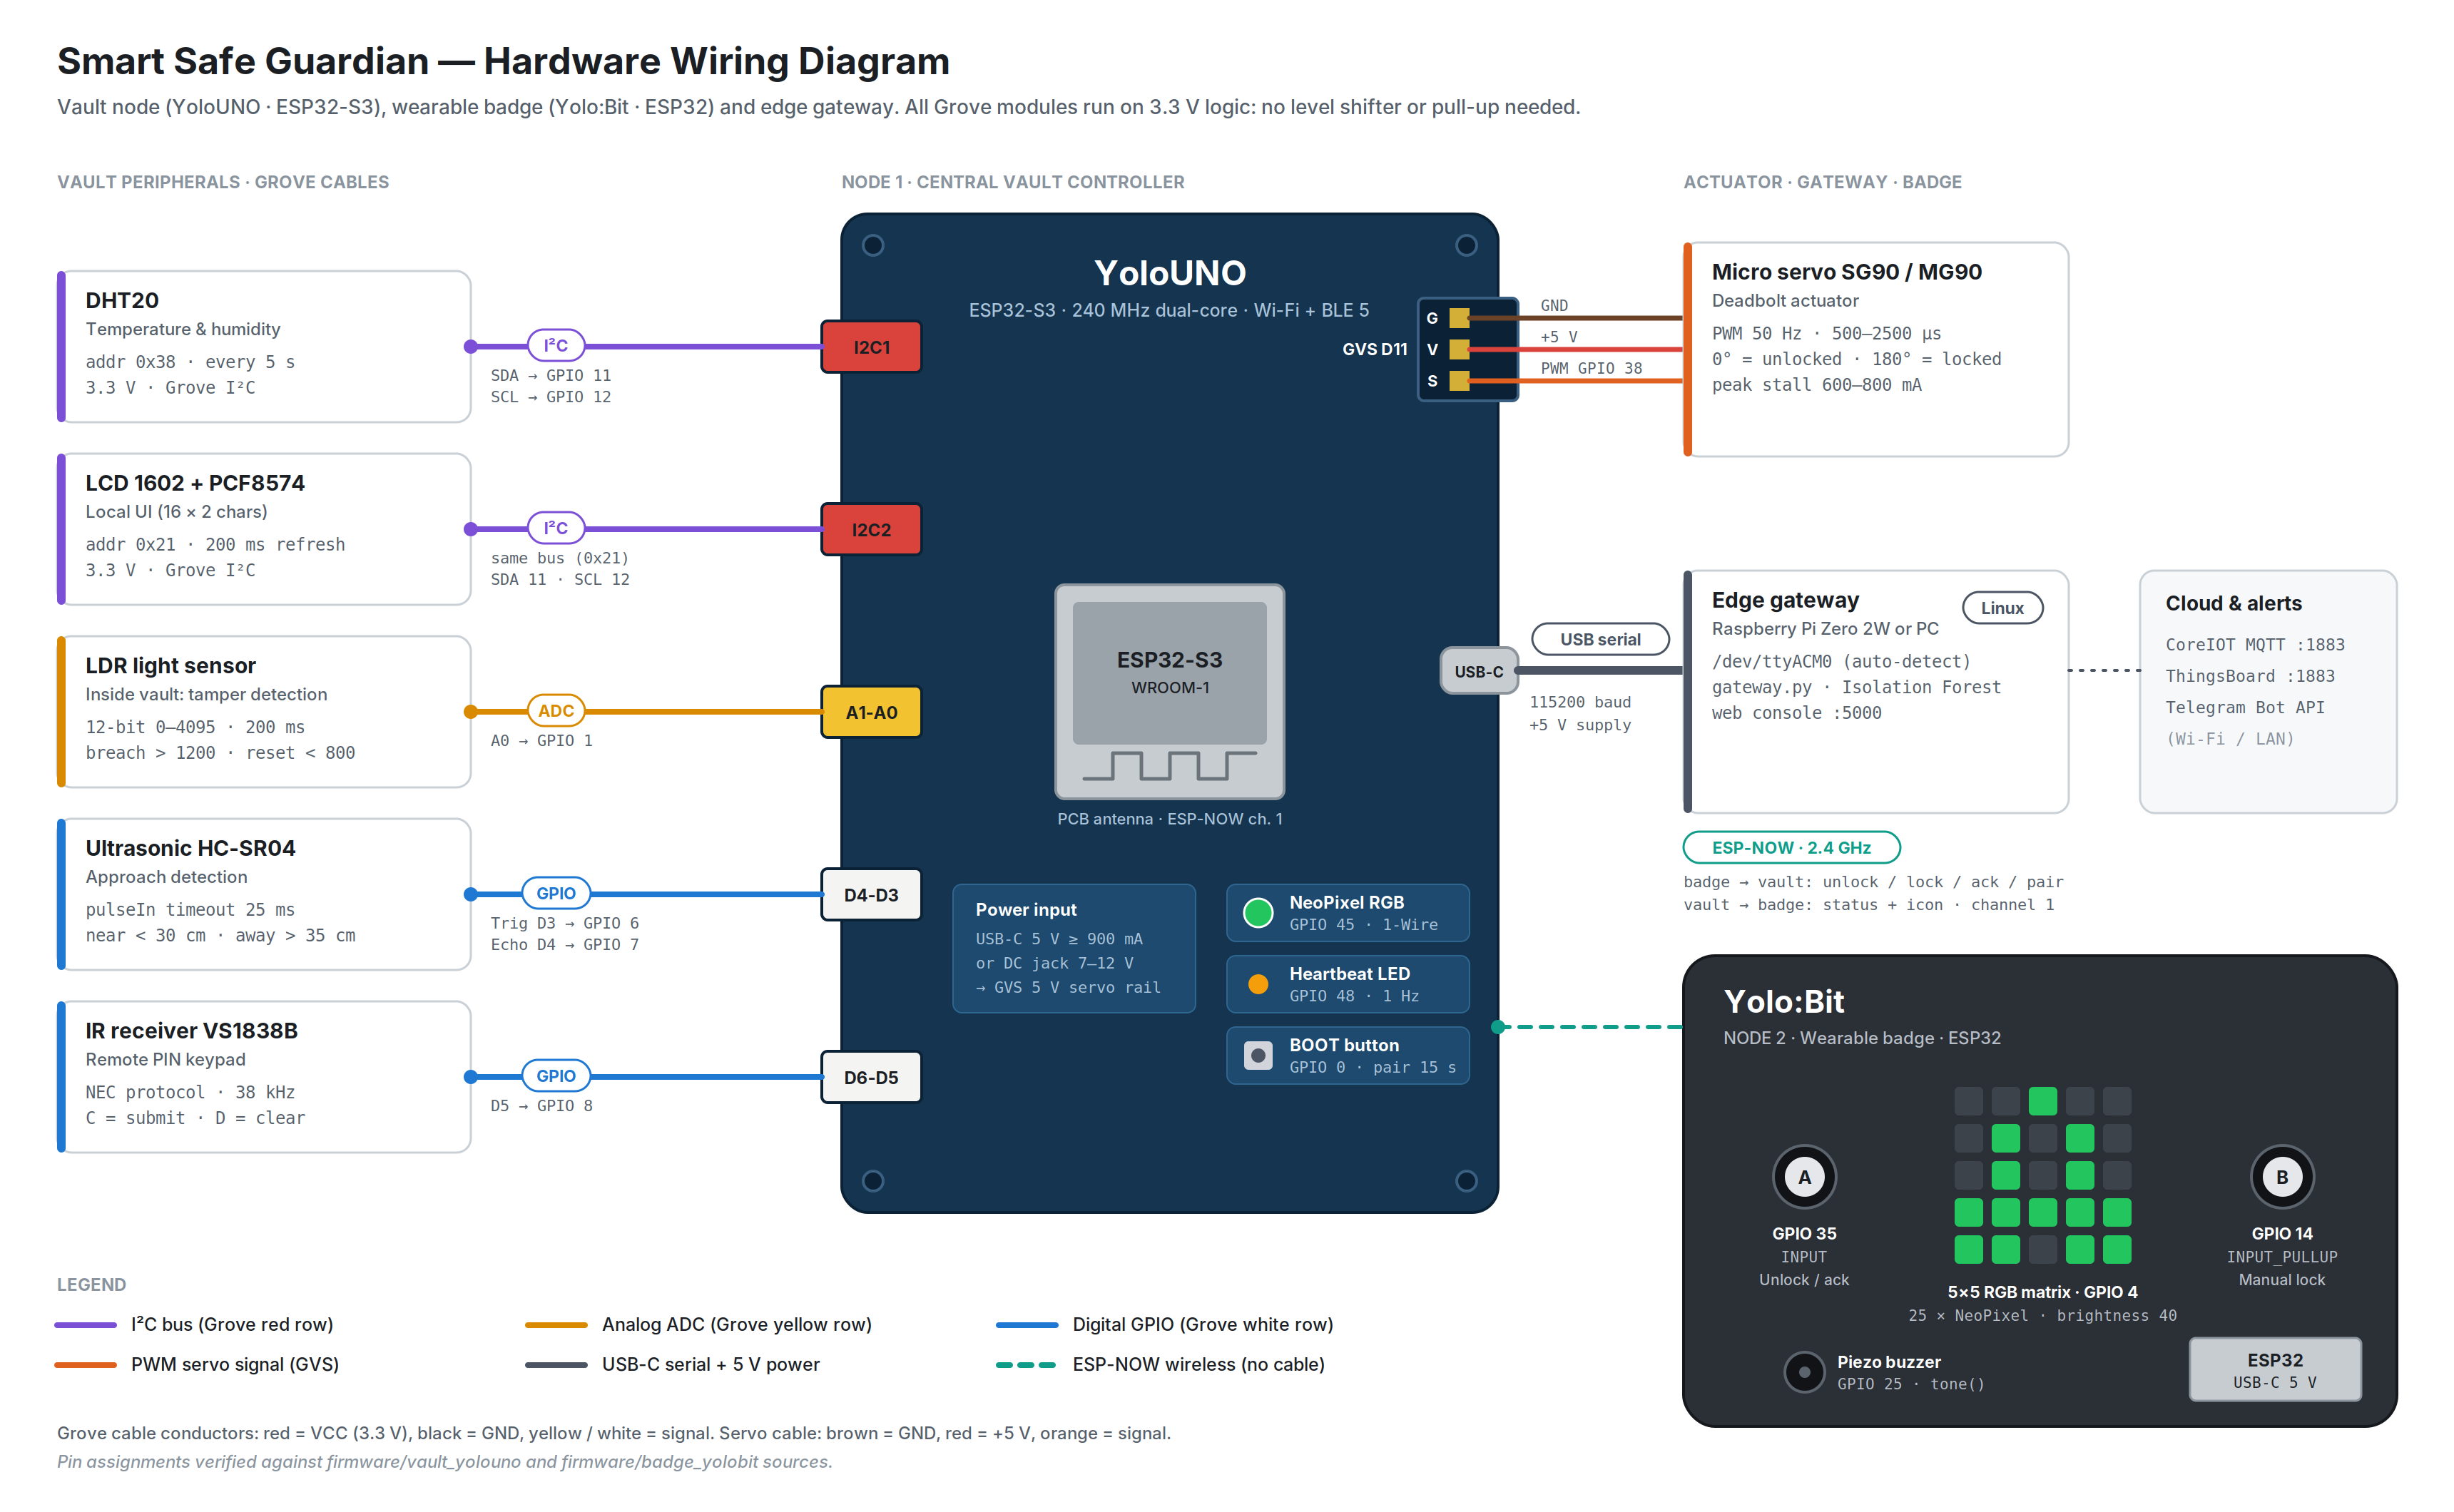 Smart Safe Guardian — Hardware Wiring Diagram
Vault node (YoloUNO · ESP32-S3), wearable badge (Yolo:Bit · ESP32) and edge gateway. All Grove modules run on 3.3 V logic: no level shifter or pull-up needed.
VAULT PERIPHERALS · GROVE CABLES
DHT20
Temperature & humidity
addr 0x38 · every 5 s
3.3 V · Grove I²C
I²C
SDA → GPIO 11
SCL → GPIO 12
LCD 1602 + PCF8574
Local UI (16 × 2 chars)
addr 0x21 · 200 ms refresh
3.3 V · Grove I²C
I²C
same bus (0x21)
SDA 11 · SCL 12
LDR light sensor
Inside vault: tamper detection
12-bit 0–4095 · 200 ms
breach > 1200 · reset < 800
ADC
A0 → GPIO 1
Ultrasonic HC-SR04
Approach detection
pulseIn timeout 25 ms
near < 30 cm · away > 35 cm
GPIO
Trig D3 → GPIO 6
Echo D4 → GPIO 7
IR receiver VS1838B
Remote PIN keypad
NEC protocol · 38 kHz
C = submit · D = clear
GPIO
D5 → GPIO 8
NODE 1 · CENTRAL VAULT CONTROLLER
YoloUNO
ESP32-S3 · 240 MHz dual-core · Wi-Fi + BLE 5
I2C1
I2C2
A1-A0
D4-D3
D6-D5
GVS D11
G
V
S
ESP32-S3
WROOM-1
PCB antenna · ESP-NOW ch. 1
USB-C
Power input
USB-C 5 V ≥ 900 mA
or DC jack 7–12 V
→ GVS 5 V servo rail
NeoPixel RGB
GPIO 45 · 1-Wire
Heartbeat LED
GPIO 48 · 1 Hz
BOOT button
GPIO 0 · pair 15 s
ACTUATOR · GATEWAY · BADGE
GND
+5 V
PWM GPIO 38
Micro servo SG90 / MG90
Deadbolt actuator
PWM 50 Hz · 500–2500 µs
0° = unlocked · 180° = locked
peak stall 600–800 mA
USB serial
115200 baud
+5 V supply
Edge gateway
Linux
Raspberry Pi Zero 2W or PC
/dev/ttyACM0 (auto-detect)
gateway.py · Isolation Forest
web console :5000
Cloud & alerts
CoreIOT MQTT :1883
ThingsBoard :1883
Telegram Bot API
(Wi-Fi / LAN)
ESP-NOW · 2.4 GHz
badge → vault: unlock / lock / ack / pair
vault → badge: status + icon · channel 1
Yolo:Bit
NODE 2 · Wearable badge · ESP32
A
GPIO 35
INPUT
Unlock / ack
B
GPIO 14
INPUT_PULLUP
Manual lock
5×5 RGB matrix · GPIO 4
25 × NeoPixel · brightness 40
Piezo buzzer
GPIO 25 · tone()
ESP32
USB-C 5 V
LEGEND
I²C bus (Grove red row)
Analog ADC (Grove yellow row)
Digital GPIO (Grove white row)
PWM servo signal (GVS)
USB-C serial + 5 V power
ESP-NOW wireless (no cable)
Grove cable conductors: red = VCC (3.3 V), black = GND, yellow / white = signal. Servo cable: brown = GND, red = +5 V, orange = signal.
Pin assignments verified against firmware/vault_yolouno and firmware/badge_yolobit sources.